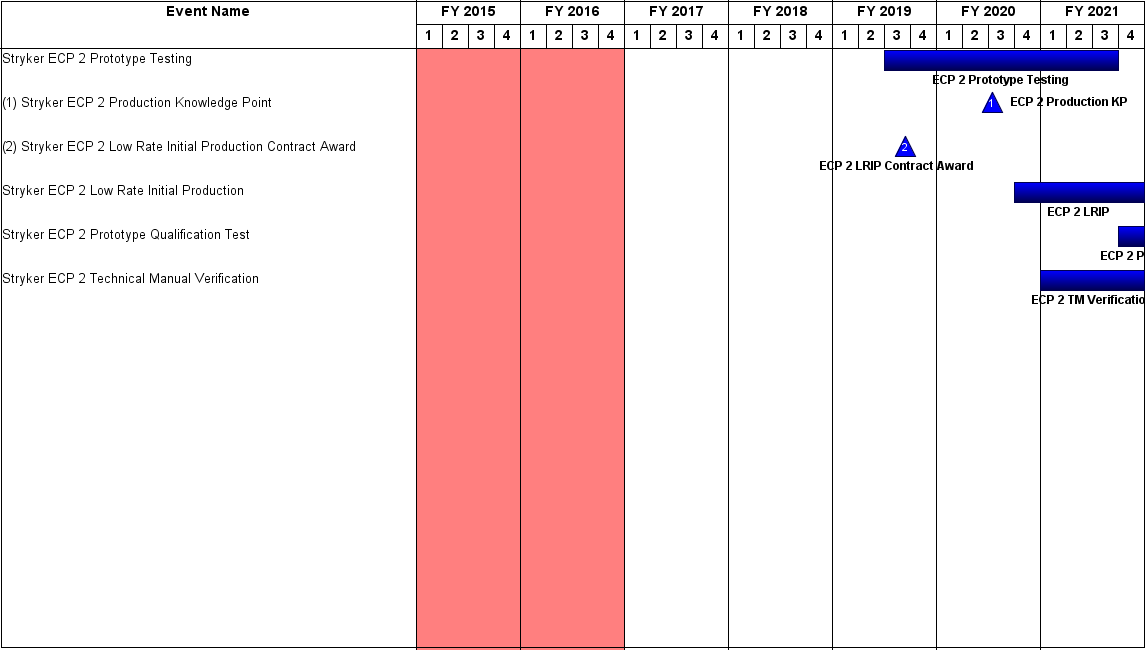 Event Name FY 2015 FY 2016 FY 2017 FY 2018 FY 2019 FY 2020 FY 2021
1 2 3 4 1 2 3 4 1 2 3 4 1 2 3 4 1 2 3 4 1 2 3 4 1 2 3 4
Stryker ECP 2 Prototype Testing
ECP 2 Prototype Testing
(1) Stryker ECP 2 Production Knowledge Point 1 ECP 2 Production KP
(2) Stryker ECP 2 Low Rate Initial Production Contract Award 2
ECP 2 LRIP Contract Award
Stryker ECP 2 Low Rate Initial Production
ECP 2 LRIP
Stryker ECP 2 Prototype Qualification Test
ECP 2 P
Stryker ECP 2 Technical Manual Verification
ECP 2 TM Verificatio